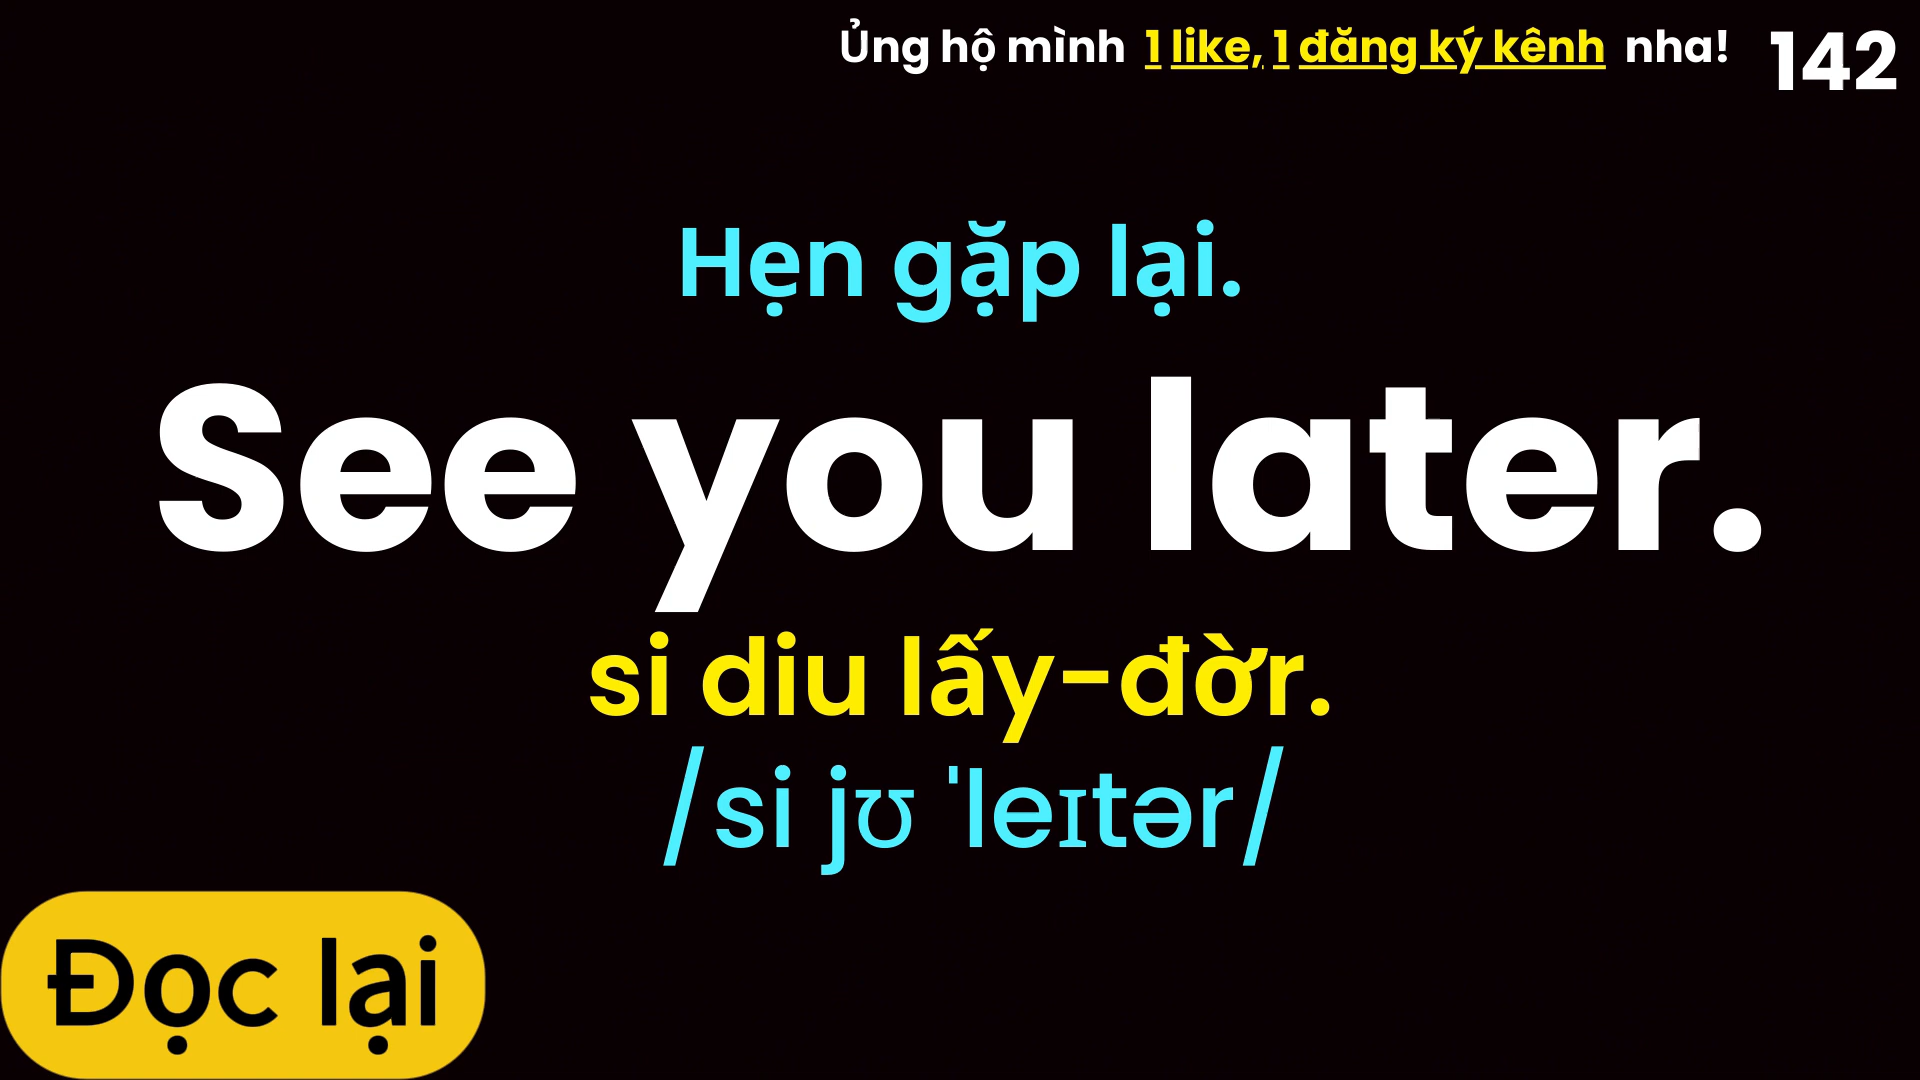 Ủng hộ mình 1 like, 1 đăng ký kênh nha! 142
Hẹn gặp lại.
See you later.
si diu lấy-đờr.
/si jʊ ˈleɪtər/
Đọc lại